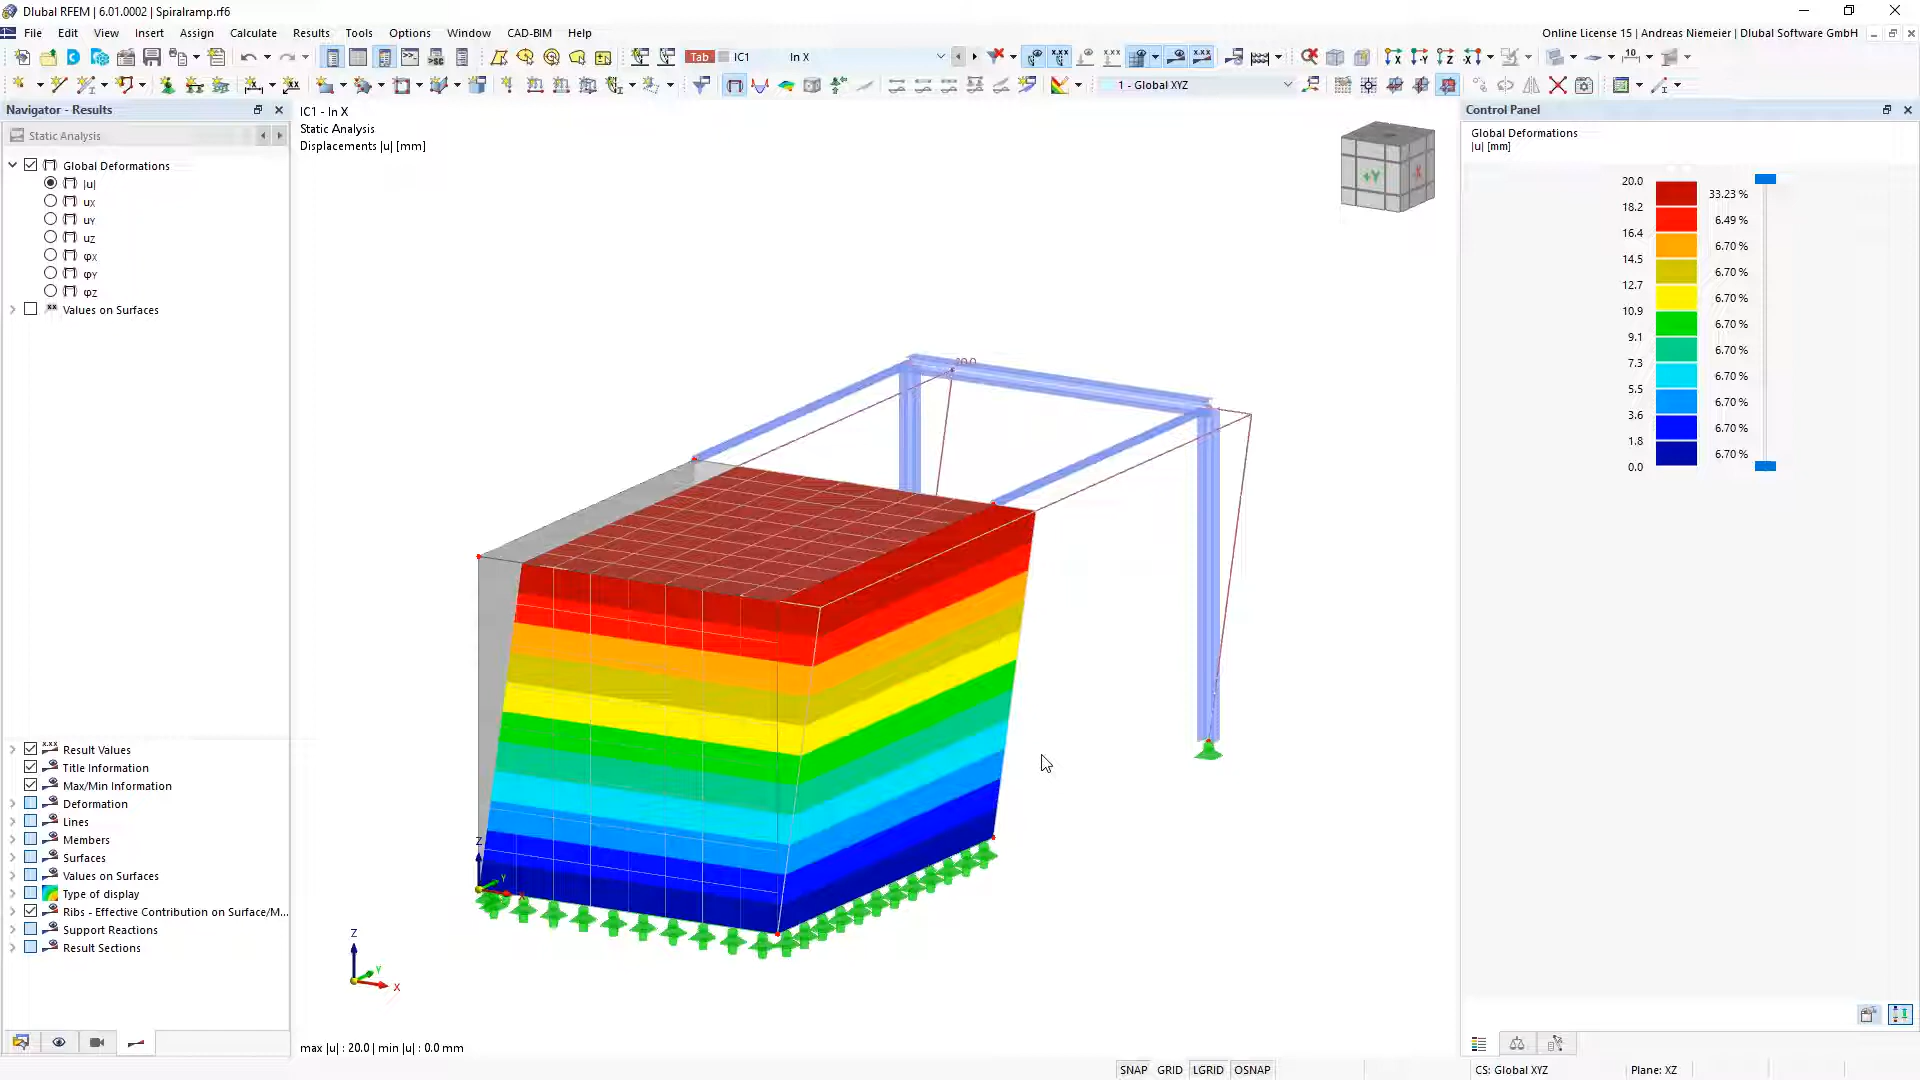 Dlubal RFEM | 6.01.0002 | Spiralramp.rf6
File Edit View Insert Assign Calculate Results Tools Options Window CAD-BIM Help
Online License 15 | Andreas Niemeier | Dlubal Software GmbH
Tab IC1 In X
1 - Global XYZ
Navigator - Results
Static Analysis
Global Deformations
|u|
uX
uY
uZ
φX
φY
φZ
Values on Surfaces
Result Values
Title Information
Max/Min Information
Deformation
Lines
Members
Surfaces
Values on Surfaces
Type of display
Ribs - Effective Contribution on Surface/M...
Support Reactions
Result Sections
IC1 - In X
Static Analysis
Displacements |u| [mm]
+Y X
20.0
Z
Y
X
Z
Y
X
max |u| : 20.0 | min |u| : 0.0 mm
Control Panel
Global Deformations
|u| [mm]
20.0
33.23 %
18.2
6.49 %
16.4
6.70 %
14.5
6.70 %
12.7
6.70 %
10.9
6.70 %
9.1
6.70 %
7.3
6.70 %
5.5
6.70 %
3.6
6.70 %
1.8
6.70 %
0.0
SNAP GRID LGRID OSNAP
CS: Global XYZ
Plane: XZ